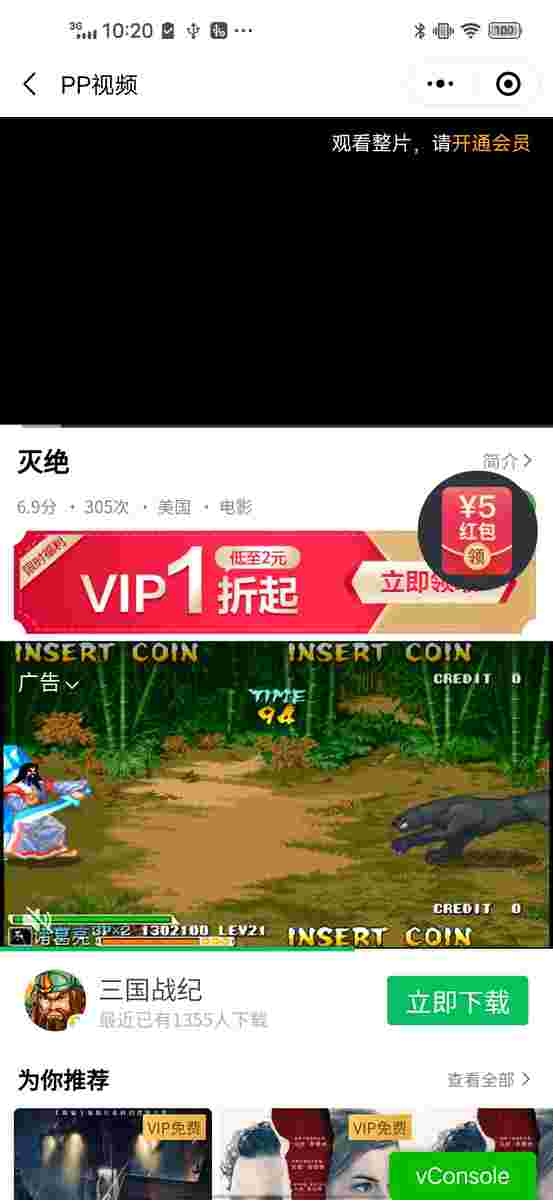 3G 10:20 100
PP视频
观看整片，请开通会员
灭绝
简介
6.9分 · 305次 · 美国 · 电影
¥5
红包
领
限时福利
VIP1折起
低至2元
立即领
INSERT COIN INSERT COIN
广告
CREDIT 0
TIME
94
CREDIT 0
诸葛亮 3P×2 1302100 LEV21
INSERT COIN
三国战纪
最近已有1355人下载
立即下载
为你推荐
查看全部
VIP免费
VIP免费
vConsole